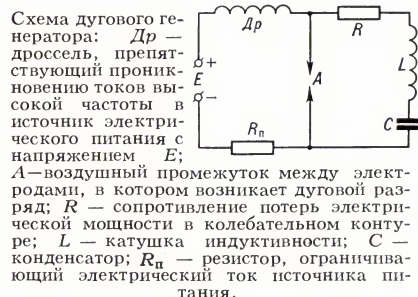 Схема дугового ге-
нератора: Др —
дроссель, препят-
ствующий проник-
новению токов вы-
сокой частоты в
источник электри-
ческого питания с
напряжением E;
A—воздушный промежуток между элект-
родами, в котором возникает дуговой раз-
ряд; R — сопротивление потерь электри-
ческой мощности в колебательном конту-
ре; L — катушка индуктивности; C —
конденсатор; Rп — резистор, ограничива-
ющий электрический ток источника пи-
тания.
Др
R
+
E
−
A
L
C
Rп